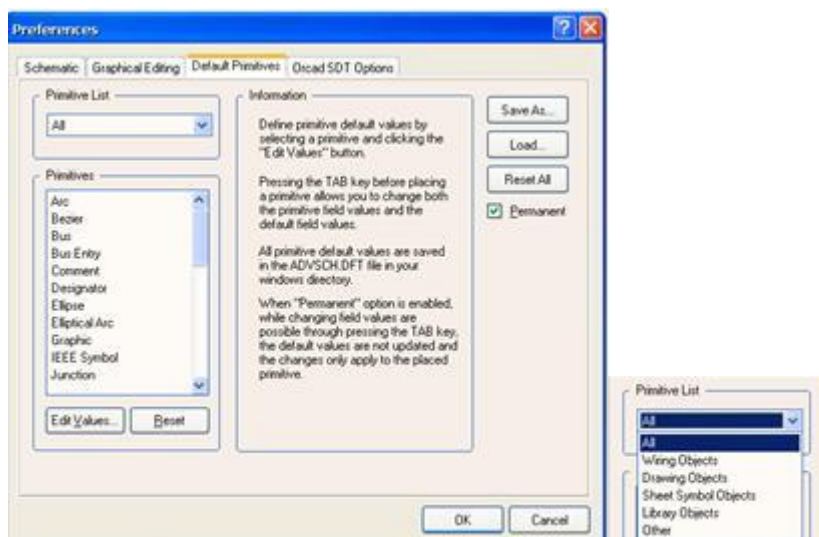 Preferences
Schematic
Graphical Editing
Default Primitives
Orcad SDT Options
Primitive List
All
Primitives
Arc
Bezier
Bus
Bus Entry
Comment
Designator
Ellipse
Elliptical Arc
Graphic
IEEE Symbol
Junction
Edit Values...
Reset
Information
Define primitive default values by
selecting a primitive and clicking the
"Edit Values" button.
Pressing the TAB key before placing
a primitive allows you to change both
the primitive field values and the
default field values.
All primitive default values are saved
in the ADVSCH.DFT file in your
windows directory.
When "Permanent" option is enabled,
while changing field values are
possible through pressing the TAB key,
the default values are not updated and
the changes only apply to the placed
primitive.
Save As...
Load...
Reset All
Permanent
OK
Cancel
Primitive List
All
All
Wiring Objects
Drawing Objects
Sheet Symbol Objects
Library Objects
Other